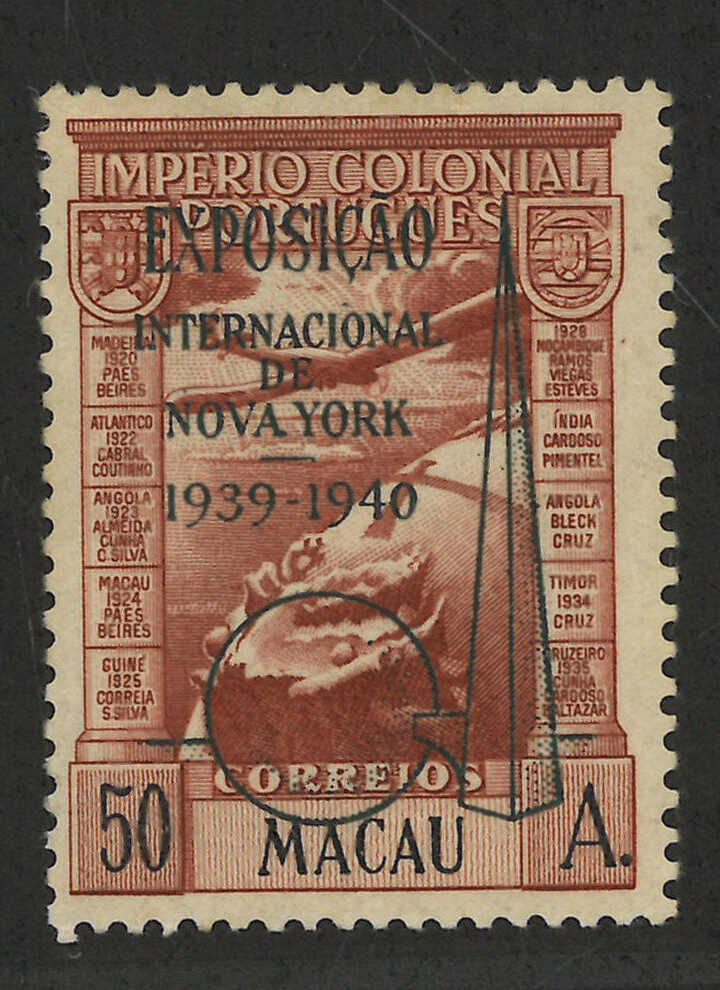 IMPÉRIO COLONIAL
PORTUGUÊS
EXPOSIÇÃO
INTERNACIONAL
DE
NOVA YORK
1939-1940
MADEIRA
1920
PAES
BEIRES
ATLANTICO
1922
CABRAL
COUTINHO
ANGOLA
1923
ALMEIDA
CUNHA
C.SILVA
MACAU
1924
PAES
BEIRES
GUINÉ
1925
CORREIA
S.SILVA
1928
MOÇAMBIQUE
RAMOS
VIEGAS
ESTEVES
ÍNDIA
CARDOSO
PIMENTEL
ANGOLA
BLECK
CRUZ
TIMOR
1934
CRUZ
CRUZEIRO
1935
CUNHA
CARDOSO
BALTAZAR
CORREIOS
50
MACAU
A.